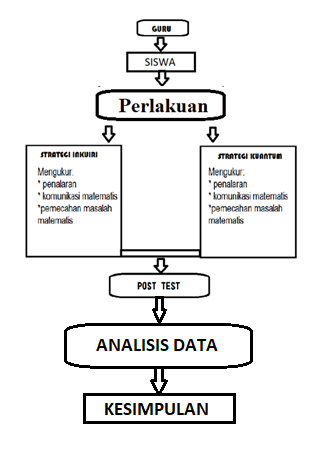 GURU
SISWA
Perlakuan
STRATEGI INKUIRI
Mengukur:
* penalaran
* komunikasi matematis
*pemecahan masalah
matematis
STRATEGI KUANTUM
Mengukur:
* penalaran
* komunikasi matematis
*pemecahan masalah
matematis
POST TEST
ANALISIS DATA
KESIMPULAN